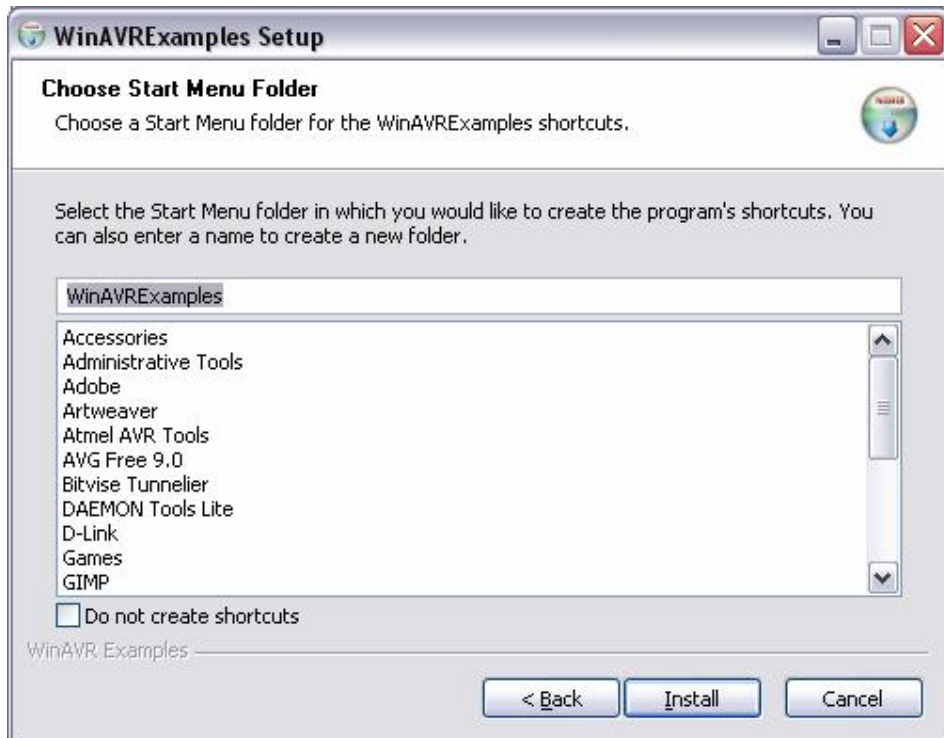 WinAVRExamples Setup
Choose Start Menu Folder
Choose a Start Menu folder for the WinAVRExamples shortcuts.
Select the Start Menu folder in which you would like to create the program's shortcuts. You
can also enter a name to create a new folder.
WinAVRExamples
Accessories
Administrative Tools
Adobe
Artweaver
Atmel AVR Tools
AVG Free 9.0
Bitvise Tunnelier
DAEMON Tools Lite
D-Link
Games
GIMP
Do not create shortcuts
WinAVR Examples
< Back
Install
Cancel